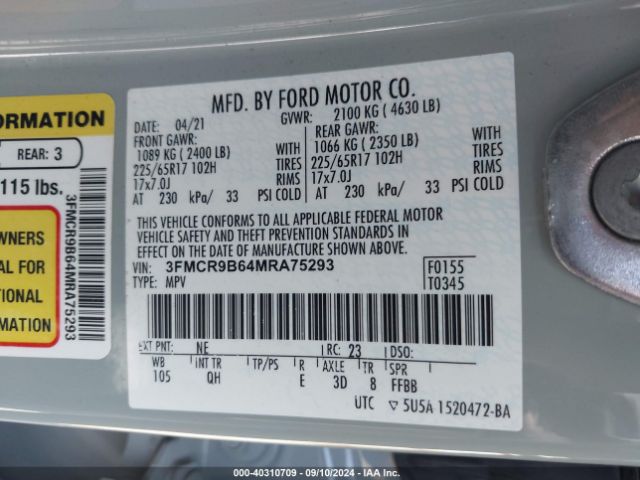 ORMATION
REAR: 3
115 lbs.
WNERS
AL FOR
TIONAL
MATION
3FMCR9B64MRA75293
MFD. BY FORD MOTOR CO.
DATE: 04/21 GVWR: 2100 KG ( 4630 LB)
FRONT GAWR: REAR GAWR:
1089 KG ( 2400 LB) WITH 1066 KG ( 2350 LB) WITH
225/65R17 102H TIRES 225/65R17 102H TIRES
17x7.0J RIMS 17x7.0J RIMS
AT 230 kPa/ 33 PSI COLD AT 230 kPa/ 33 PSI COLD
THIS VEHICLE CONFORMS TO ALL APPLICABLE FEDERAL MOTOR
VEHICLE SAFETY AND THEFT PREVENTION STANDARDS IN
EFFECT ON THE DATE OF MANUFACTURE SHOWN ABOVE.
VIN: 3FMCR9B64MRA75293 F0155
TYPE: MPV T0345
EXT PNT: NE RC: 23 DSO:
WB INT TR TP/PS R AXLE TR SPR
105 QH E 3D 8 FFBB
UTC ▽ 5U5A 1520472-BA
000-40310709 - 09/10/2024 - IAA Inc.